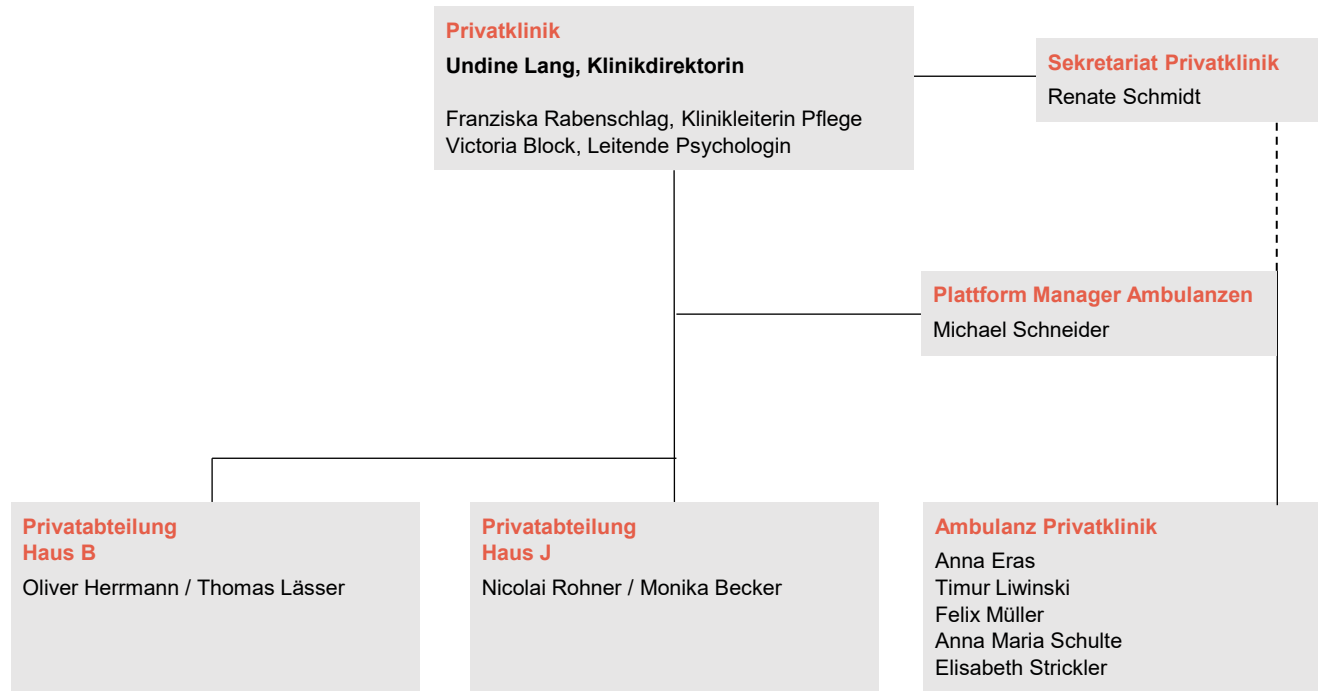 Privatklinik
Undine Lang, Klinikdirektorin
Franziska Rabenschlag, Klinikleiterin Pflege
Victoria Block, Leitende Psychologin
Sekretariat Privatklinik
Renate Schmidt
Plattform Manager Ambulanzen
Michael Schneider
Privatabteilung
Haus B
Oliver Herrmann / Thomas Lässer
Privatabteilung
Haus J
Nicolai Rohner / Monika Becker
Ambulanz Privatklinik
Anna Eras
Timur Liwinski
Felix Müller
Anna Maria Schulte
Elisabeth Strickler